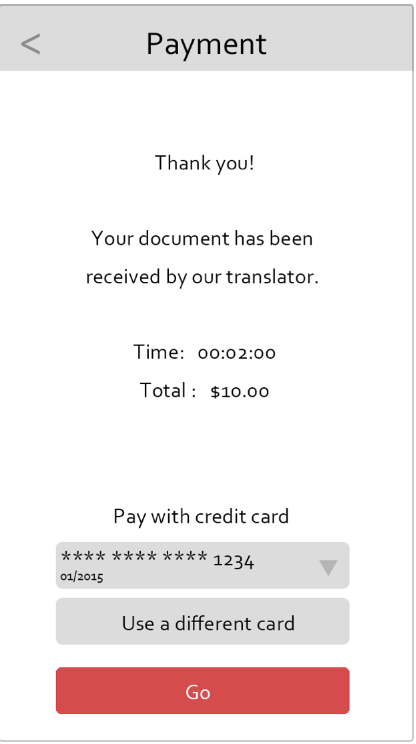 <
Payment
Thank you!
Your document has been
received by our translator.
Time: 00:02:00
Total : $10.00
Pay with credit card
**** **** **** 1234
01/2015
Use a different card
Go